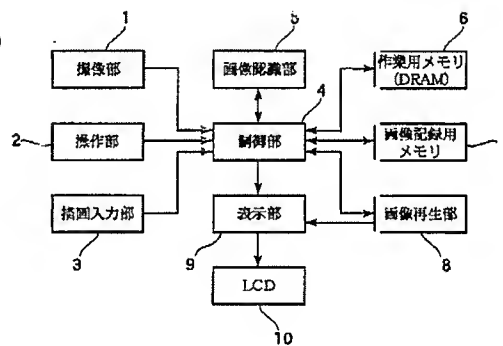 1
撮像部
2
操作部
描画入力部
3
5
画像認識部
4
制御部
表示部
9
LCD
10
6
作業用メモリ
(DRAM)
画像記録用
メモリ
画像再生部
8